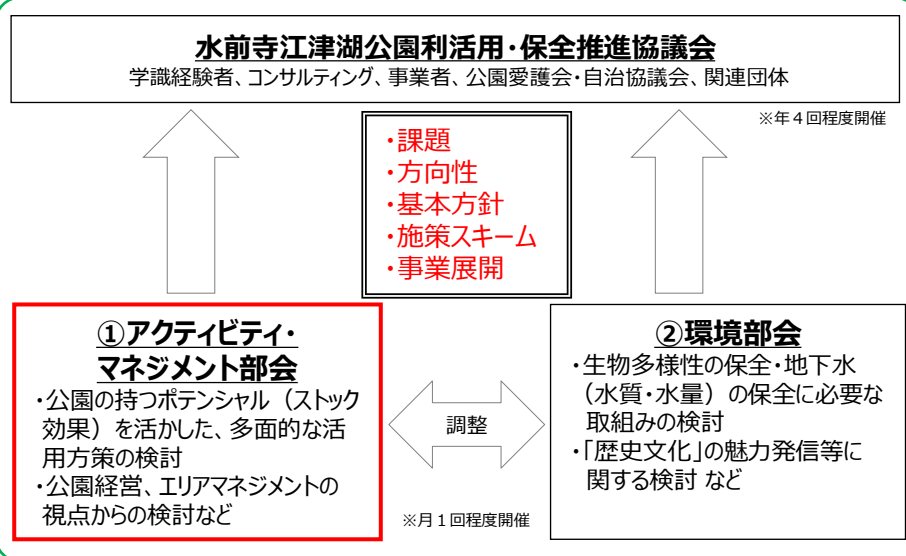 水前寺江津湖公園利活用・保全推進協議会
学識経験者、コンサルティング、事業者、公園愛護会・自治協議会、関連団体
※年４回程度開催
・課題
・方向性
・基本方針
・施策スキーム
・事業展開
①アクティビティ・
マネジメント部会
・公園の持つポテンシャル（ストック
効果）を活かした、多面的な活
用方策の検討
・公園経営、エリアマネジメントの
視点からの検討など
調整
※月１回程度開催
②環境部会
・生物多様性の保全・地下水
（水質・水量）の保全に必要な
取組みの検討
・「歴史文化」の魅力発信等に
関する検討 など